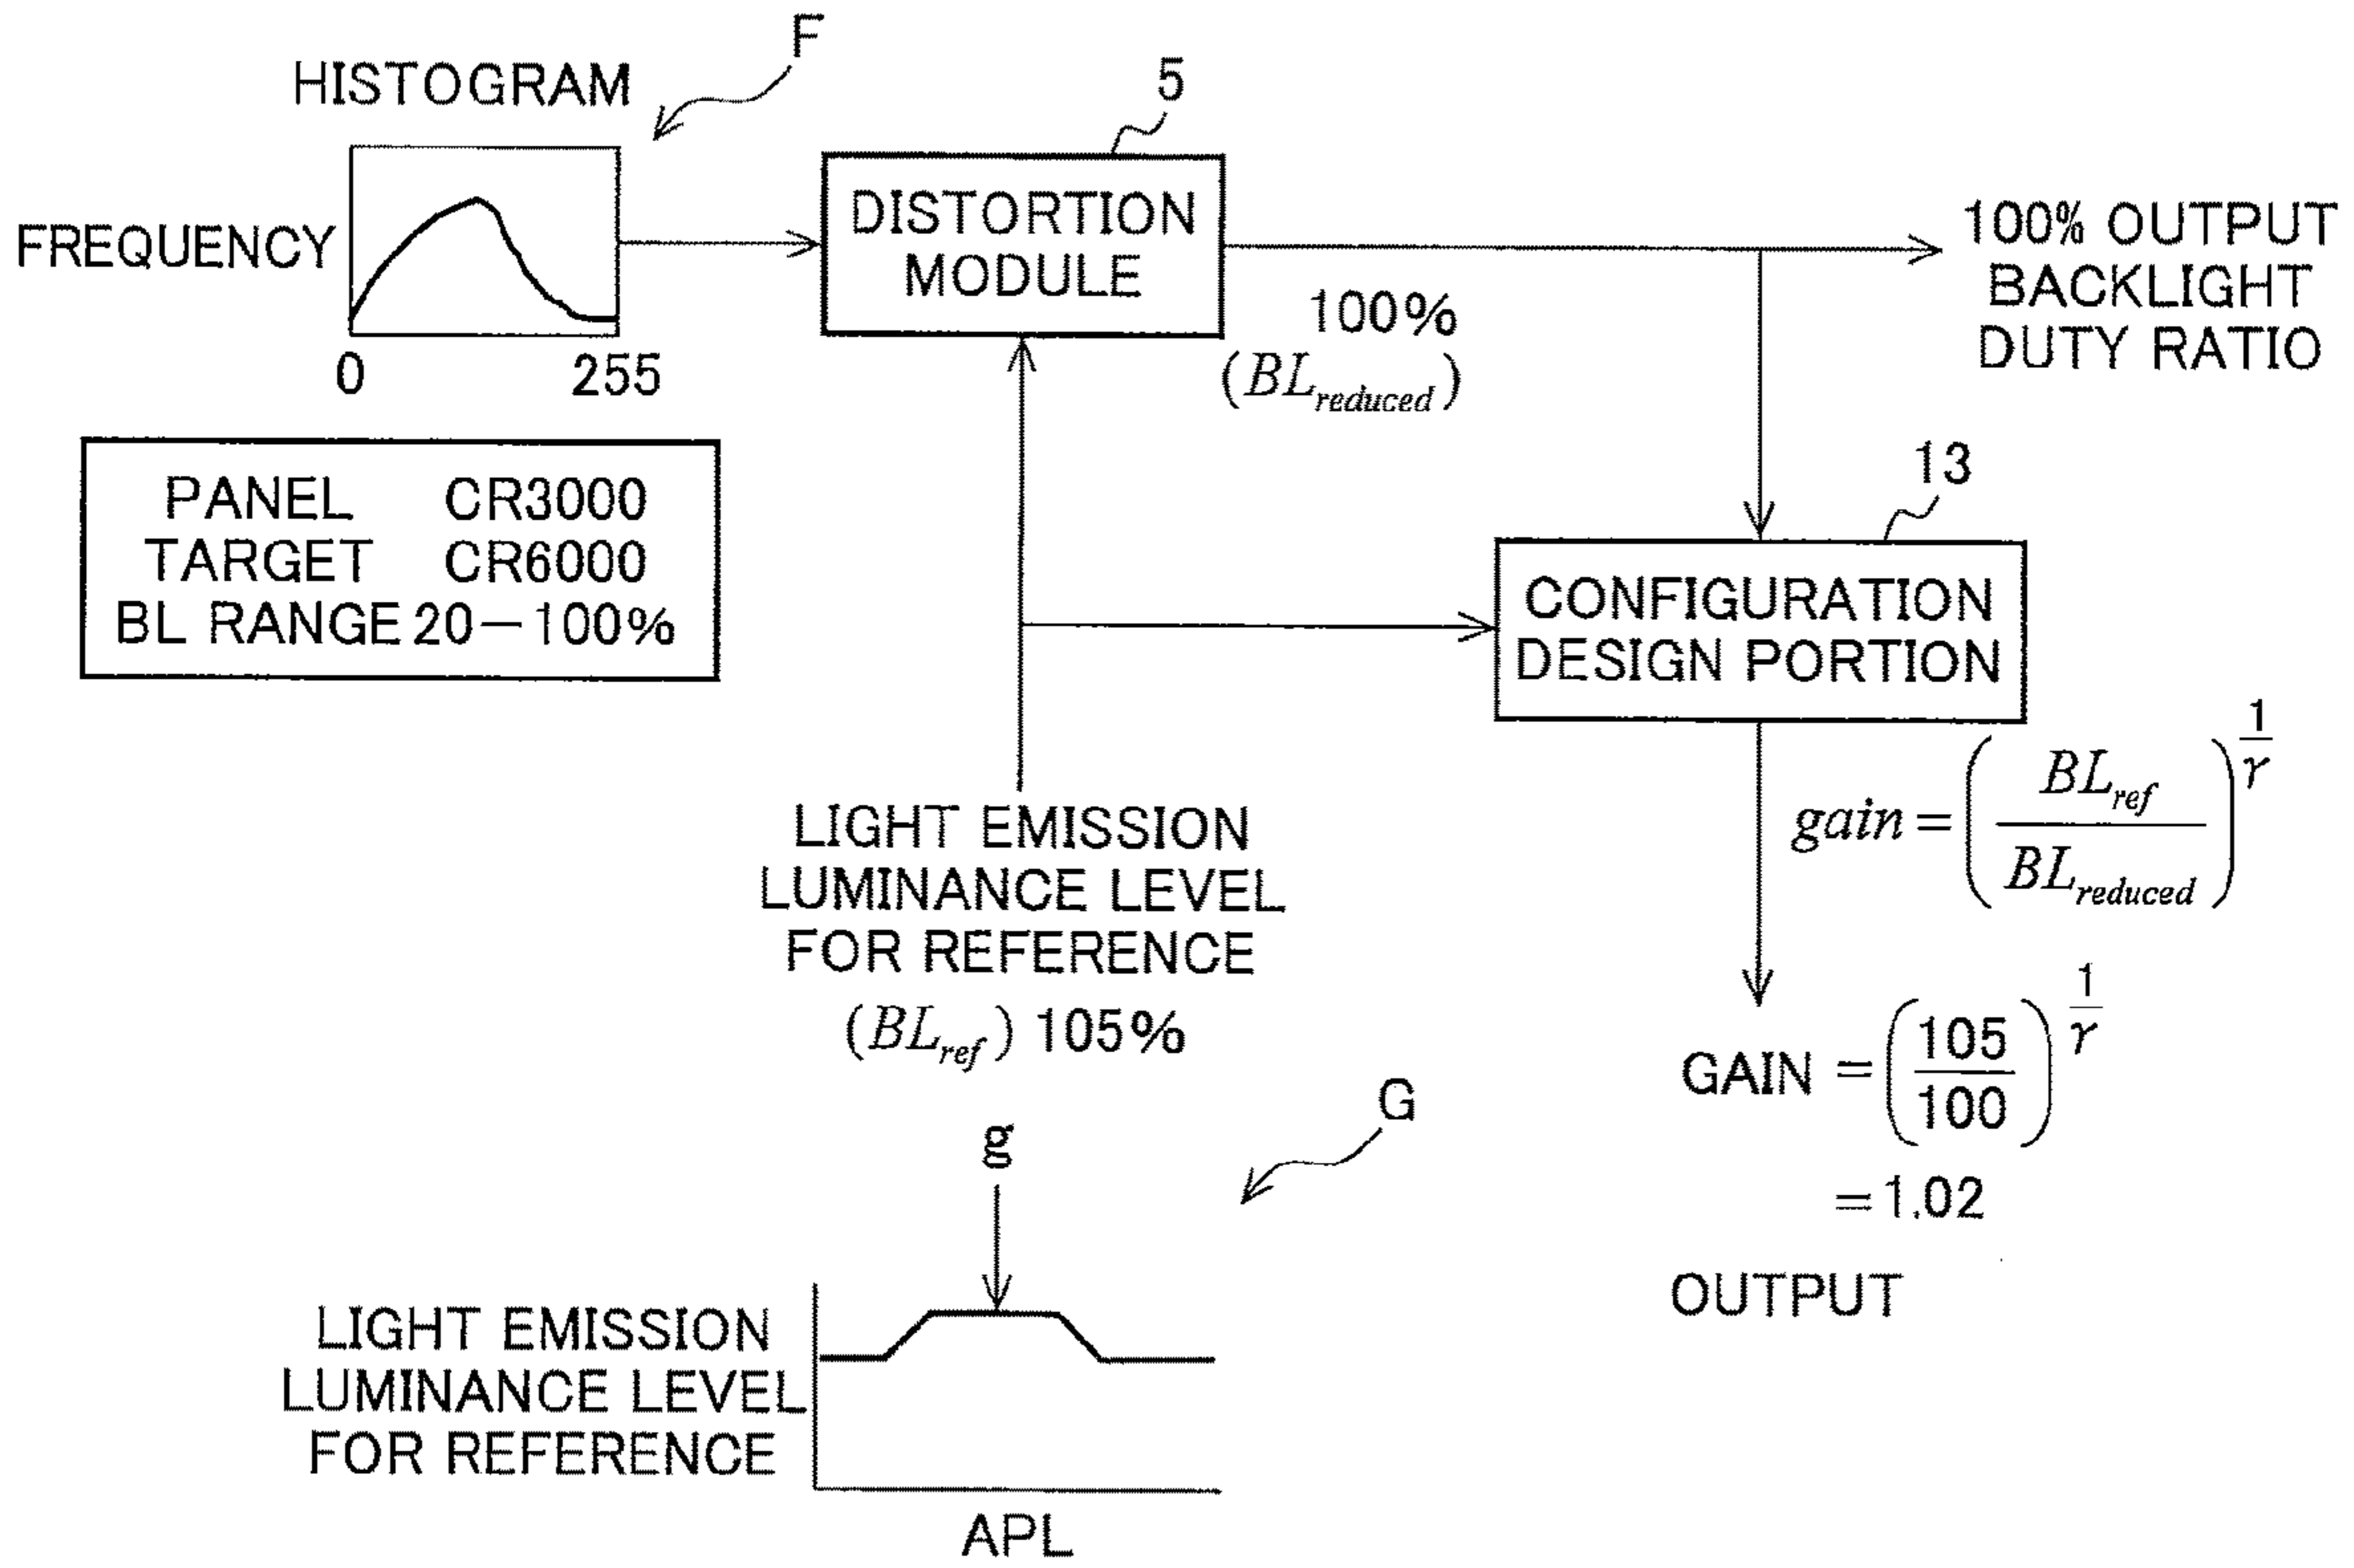 F
HISTOGRAM
FREQUENCY
0 255
5
DISTORTION
MODULE
100%
(BLreduced)
100% OUTPUT
BACKLIGHT
DUTY RATIO
PANEL CR3000
TARGET CR6000
BL RANGE 20-100%
13
CONFIGURATION
DESIGN PORTION
gain = (BLref / BLreduced)^(1/γ)
LIGHT EMISSION
LUMINANCE LEVEL
FOR REFERENCE
(BLref) 105%
GAIN = (105/100)^(1/γ)
=1.02
OUTPUT
G
g
LIGHT EMISSION
LUMINANCE LEVEL
FOR REFERENCE
APL